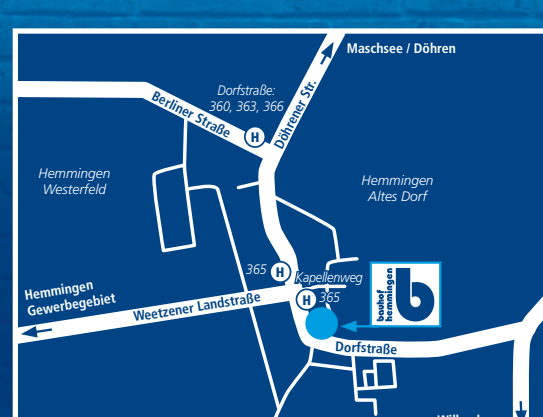 Maschsee / Döhren
Dorfstraße:
360, 363, 366
Berliner Straße
Döhrener Str.
H
Hemmingen
Westerfeld
Hemmingen
Altes Dorf
365
H
Kapellenweg
H
365
bauhof
hemmingen
b
Hemmingen
Gewerbegebiet
Weetzener Landstraße
Dorfstraße